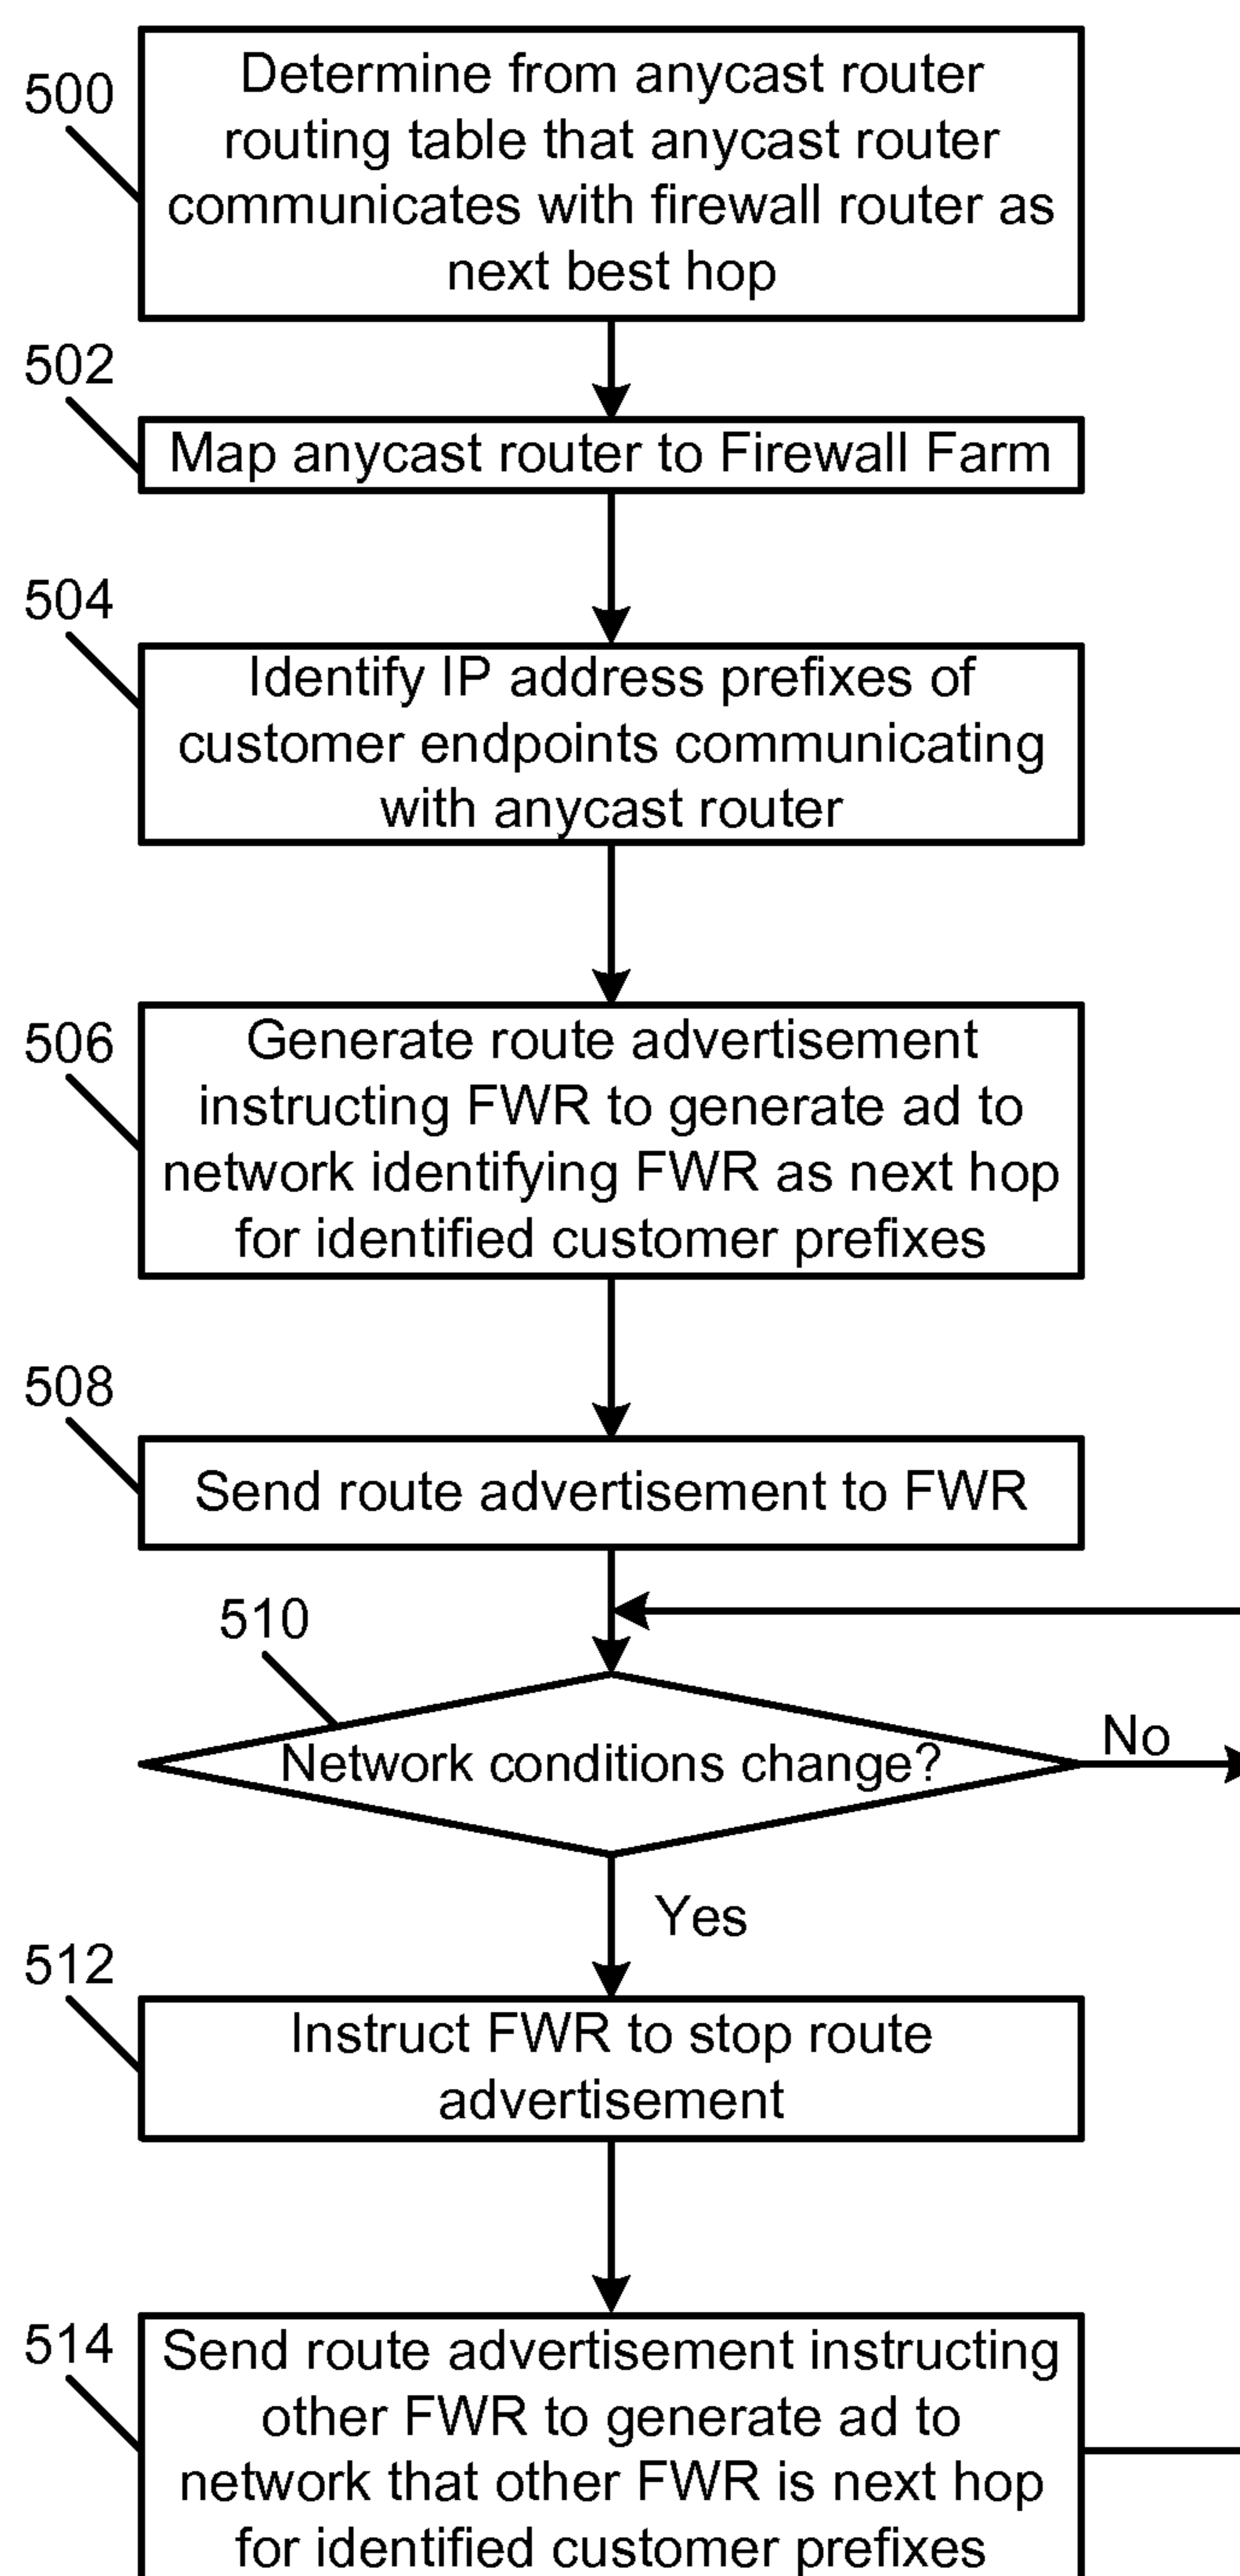 500
Determine from anycast router
routing table that anycast router
communicates with firewall router as
next best hop
502
Map anycast router to Firewall Farm
504
Identify IP address prefixes of
customer endpoints communicating
with anycast router
506
Generate route advertisement
instructing FWR to generate ad to
network identifying FWR as next hop
for identified customer prefixes
508
Send route advertisement to FWR
510
Network conditions change?
No
Yes
512
Instruct FWR to stop route
advertisement
514
Send route advertisement instructing
other FWR to generate ad to
network that other FWR is next hop
for identified customer prefixes